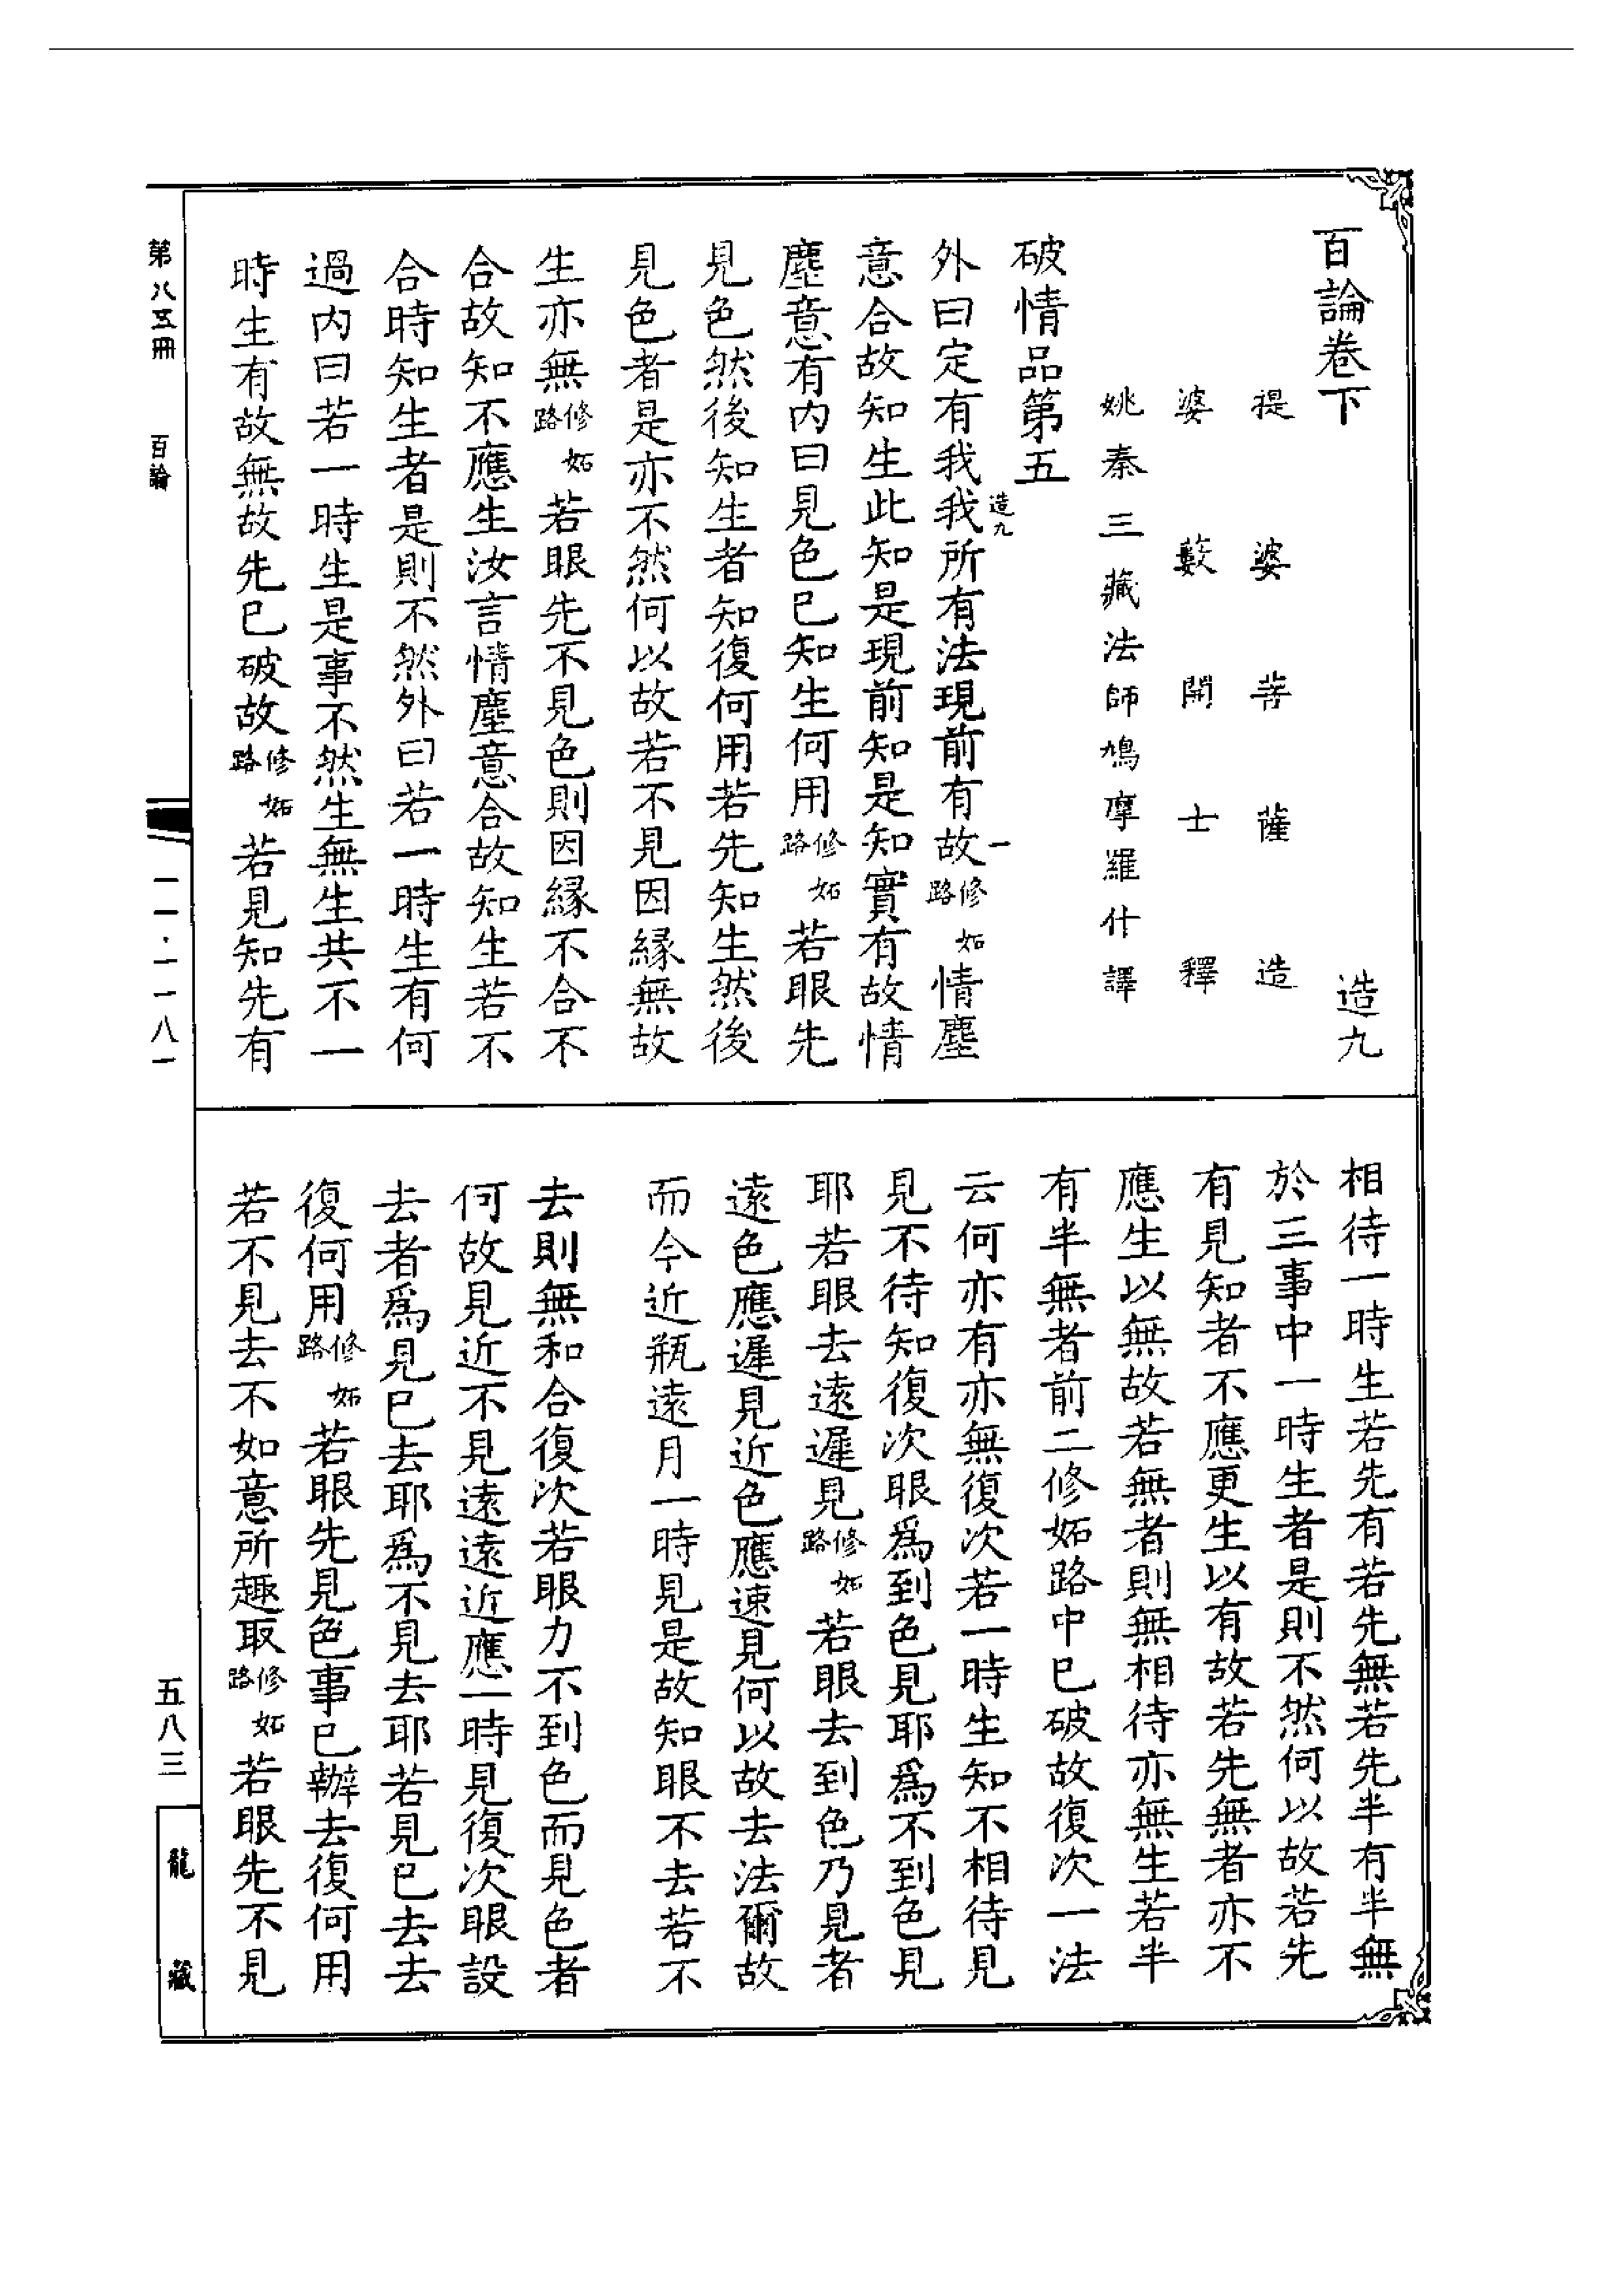 百論卷下 造九
提婆菩薩造
婆藪開士釋
姚秦三藏法師鳩摩羅什譯
破情品第五
造九 一
外曰定有我我所有法現前有故修妬路情塵
意合故知生此知是現前知是知實有故情
塵意有内曰見色已知生何用修妬路若眼先
見色然後知生者知復何用若先知生然後
見色者是亦不然何以故若不見因緣無故
生亦無修妬路若眼先不見色則因緣不合不
合故知不應生汝言情塵意合故知生若不
合時知生者是則不然外曰若一時生有何
過内曰若一時生是事不然生無生共不一
時生有故無故先已破故修妬路若見知先有
相待一時生若先有若先無若先半有半無
於三事中一時生者是則不然何以故若先
有見知者不應更生以有故若先無者亦不
應生以無故若無者則無相待亦無生若半
有半無者前二修妬路中已破故復次一法
云何亦有亦無復次若一時生知不相待見
見不待知復次眼為到色見耶為不到色見
耶若眼去遠遲見修妬路若眼去到色乃見者
遠色應遲見近色應速見何以故去法爾故
而今近瓶遠月一時見是故知眼不去若不
去則無和合復次若眼力不到色而見色者
何故見近不見遠遠近應一時見復次眼設
去者為見已去耶為不見去耶若見已去去
復何用修妬路若眼先見色事已辦去復何用
若不見去不如意所趣取修妬路若眼先不見
第八五冊 百論 一一·一一八一 五八三 龍藏